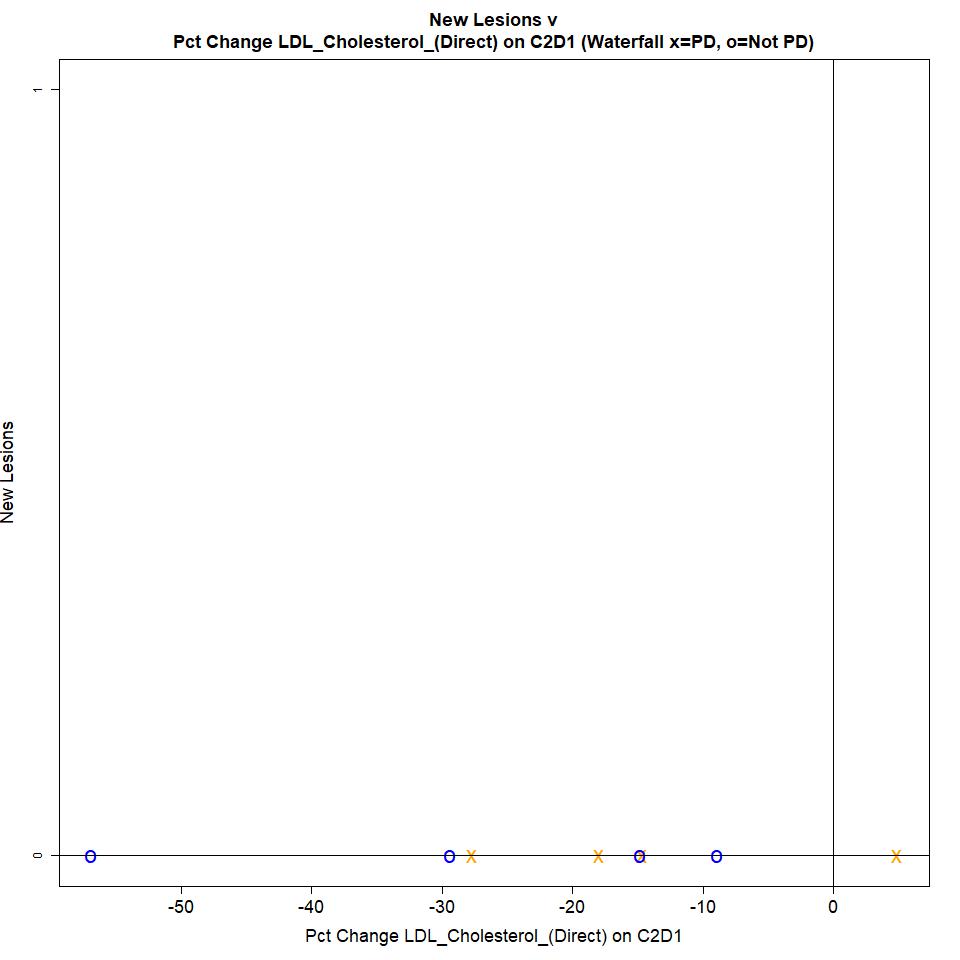 New Lesions v
Pct Change LDL_Cholesterol_(Direct) on C2D1 (Waterfall x=PD, o=Not PD)
1
New Lesions
0
o o x x x o o x
-50 -40 -30 -20 -10 0
Pct Change LDL_Cholesterol_(Direct) on C2D1